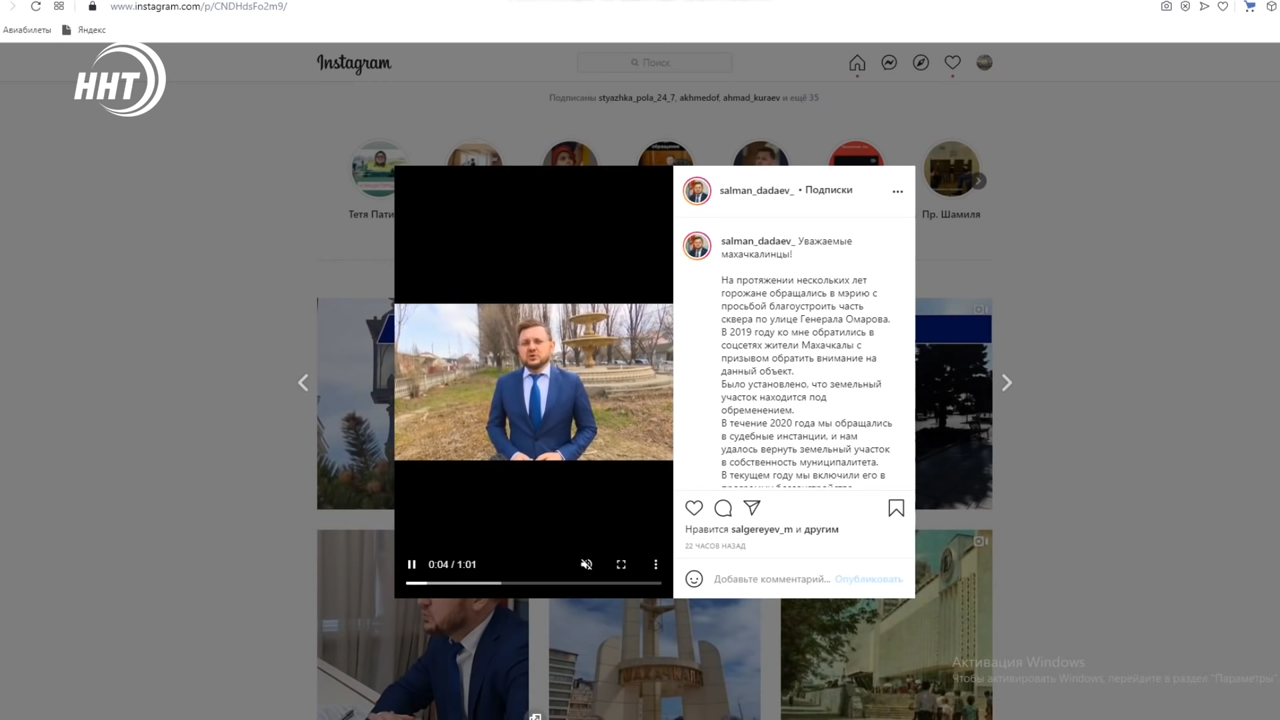 www.instagram.com/p/CNDHdsFo2m9/
Авиабилеты
Яндекс
ННТ
Instagram
Поиск
Подписаны styazhka_pola_24_7, akhmedof, ahmad_kuraev и ещё 35
обращение
Тетя Пати
Пр. Шамиля
salman_dadaev_ • Подписки
salman_dadaev_ Уважаемые
махачкалинцы!
На протяжении нескольких лет
горожане обращались в мэрию с
просьбой благоустроить часть
сквера по улице Генерала Омарова.
В 2019 году ко мне обратились в
соцсетях жители Махачкалы с
призывом обратить внимание на
данный объект.
Было установлено, что земельный
участок находится под
обременением.
В течение 2020 года мы обращались
в судебные инстанции, и нам
удалось вернуть земельный участок
в собственность муниципалитета.
В текущем году мы включили его в
Нравится salgereyev_m и другим
22 ЧАСОВ НАЗАД
0:04 / 1:01
Добавьте комментарий... Опубликовать
МАХАЧКАЛА
Активация Windows
Чтобы активировать Windows, перейдите в раздел "Параметры".